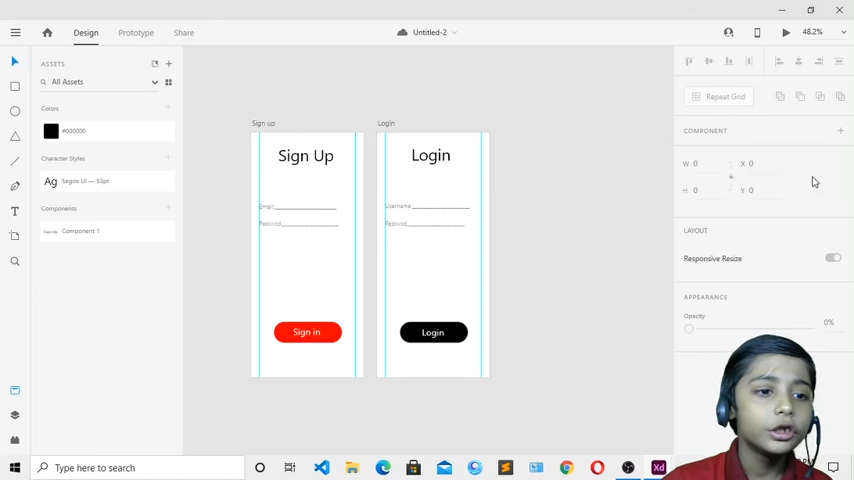 Design
Prototype
Share
Untitled-2
48.2%
ASSETS
All Assets
Colors
#000000
Character Styles
Ag Segoe UI — 53pt
Components
Component 1
Sign up
Login
Sign Up
Login
Email:
Username:
Sign in
Login
Repeat Grid
COMPONENT
W 0 X 0
H 0 Y 0
LAYOUT
Responsive Resize
APPEARANCE
Opacity
0%
Type here to search
Xd